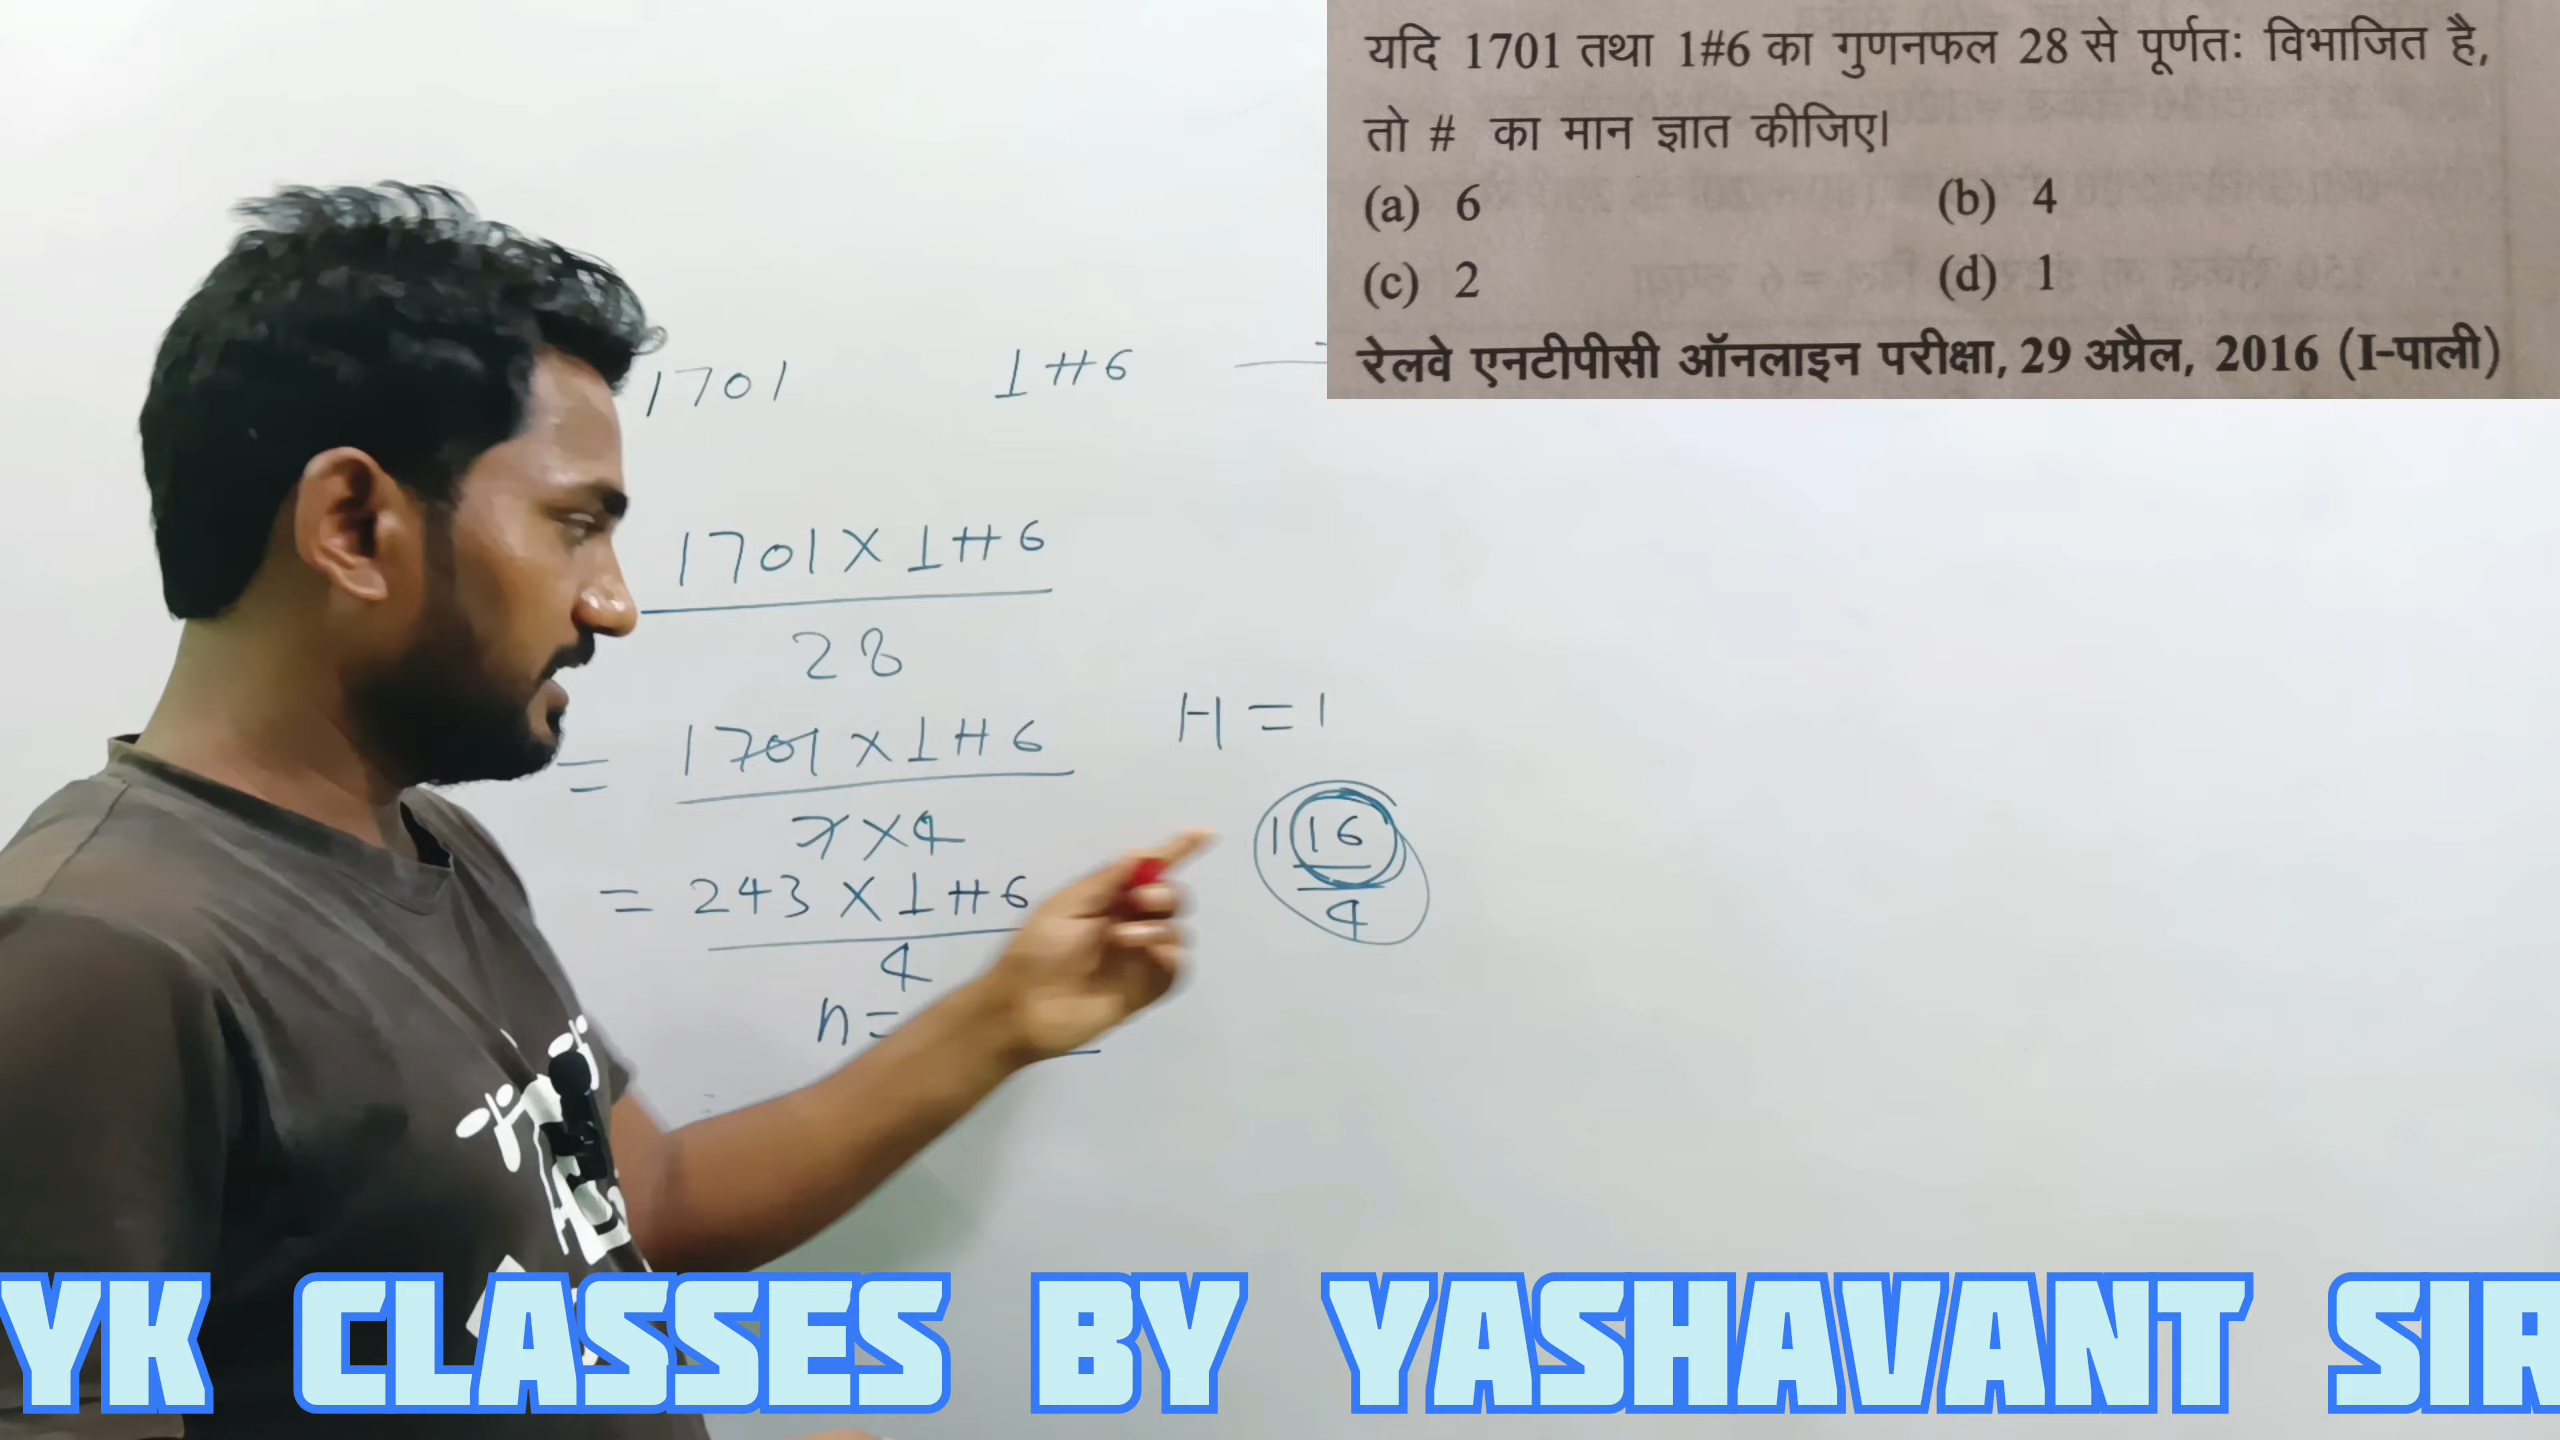 यदि 1701 तथा 1#6 का गुणनफल 28 से पूर्णतः विभाजित है,
तो # का मान ज्ञात कीजिए।
(a) 6 (b) 4
(c) 2 (d) 1
रेलवे एनटीपीसी ऑनलाइन परीक्षा, 29 अप्रैल, 2016 (I-पाली)
1701 1#6
1701 × 1#6
28
= 1701 × 1#6
7 × 4
= 243 × 1#6
4
n=
H = 1
116
4
YK CLASSES BY YASHAVANT SIR